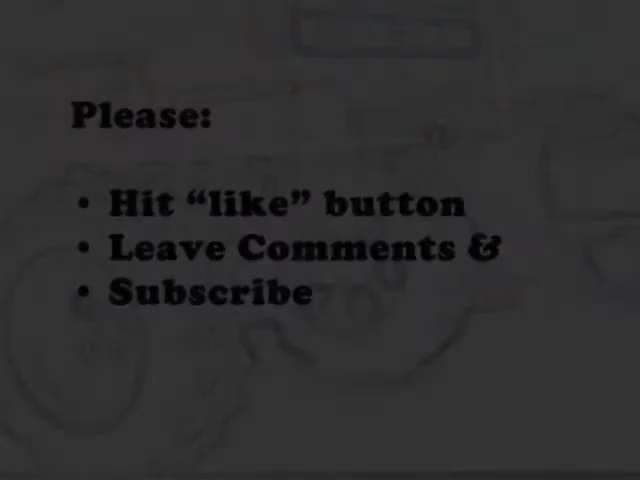 Please:
• Hit “like” button
• Leave Comments &
• Subscribe